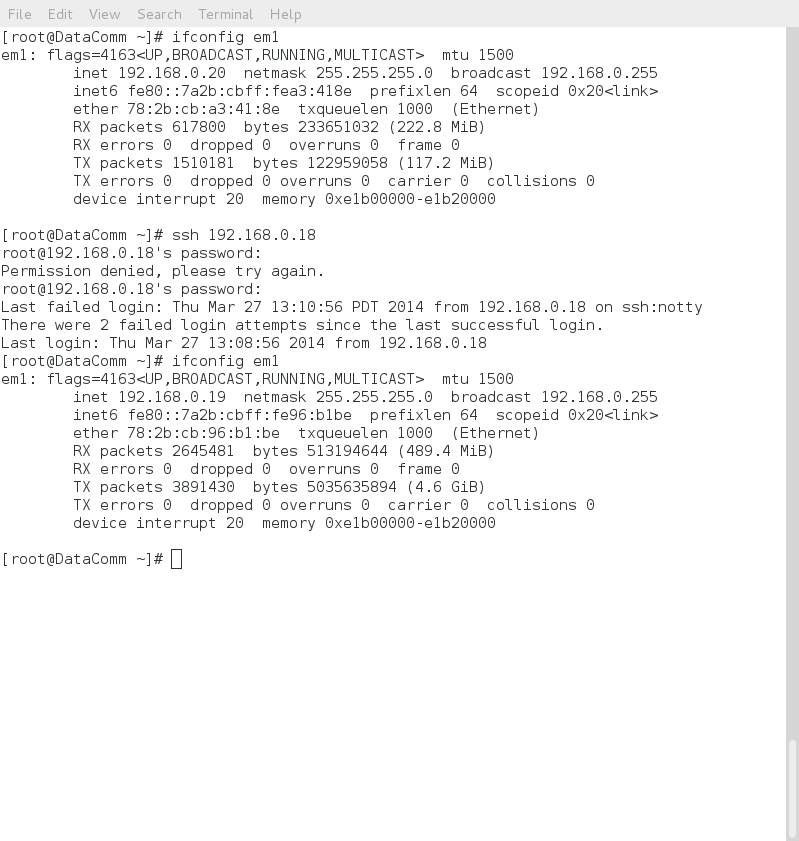 File Edit View Search Terminal Help
[root@DataComm ~]# ifconfig em1
em1: flags=4163<UP,BROADCAST,RUNNING,MULTICAST>  mtu 1500
        inet 192.168.0.20  netmask 255.255.255.0  broadcast 192.168.0.255
        inet6 fe80::7a2b:cbff:fea3:418e  prefixlen 64  scopeid 0x20<link>
        ether 78:2b:cb:a3:41:8e  txqueuelen 1000  (Ethernet)
        RX packets 617800  bytes 233651032 (222.8 MiB)
        RX errors 0  dropped 0  overruns 0  frame 0
        TX packets 1510181  bytes 122959058 (117.2 MiB)
        TX errors 0  dropped 0 overruns 0  carrier 0  collisions 0
        device interrupt 20  memory 0xe1b00000-e1b20000
[root@DataComm ~]# ssh 192.168.0.18
root@192.168.0.18's password:
Permission denied, please try again.
root@192.168.0.18's password:
Last failed login: Thu Mar 27 13:10:56 PDT 2014 from 192.168.0.18 on ssh:notty
There were 2 failed login attempts since the last successful login.
Last login: Thu Mar 27 13:08:56 2014 from 192.168.0.18
[root@DataComm ~]# ifconfig em1
em1: flags=4163<UP,BROADCAST,RUNNING,MULTICAST>  mtu 1500
        inet 192.168.0.19  netmask 255.255.255.0  broadcast 192.168.0.255
        inet6 fe80::7a2b:cbff:fe96:b1be  prefixlen 64  scopeid 0x20<link>
        ether 78:2b:cb:96:b1:be  txqueuelen 1000  (Ethernet)
        RX packets 2645481  bytes 513194644 (489.4 MiB)
        RX errors 0  dropped 0  overruns 0  frame 0
        TX packets 3891430  bytes 5035635894 (4.6 GiB)
        TX errors 0  dropped 0 overruns 0  carrier 0  collisions 0
        device interrupt 20  memory 0xe1b00000-e1b20000
[root@DataComm ~]#